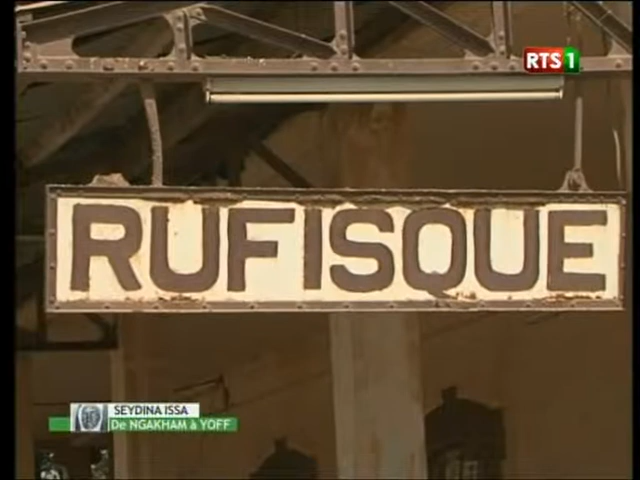 RTS1
RUFISQUE
SEYDINA ISSA
De NGAKHAM à YOFF